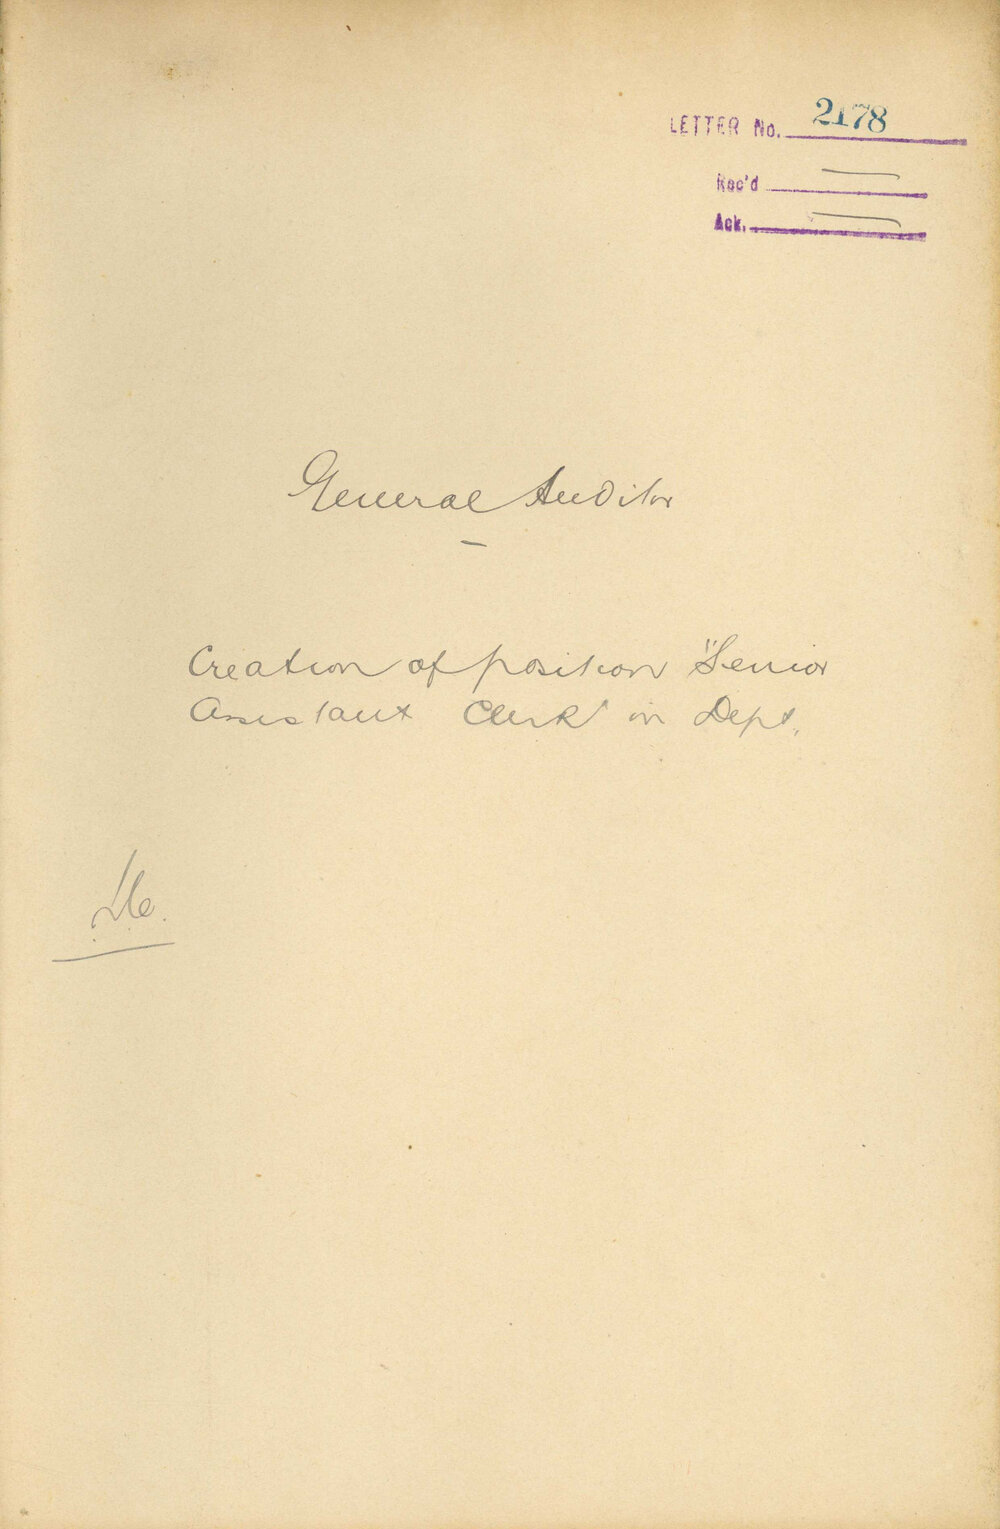 LETTER No. 2178
Rec'd —
Ack. —
General Auditor
Creation of position "Senior
Assistant Clerk" in Dept.